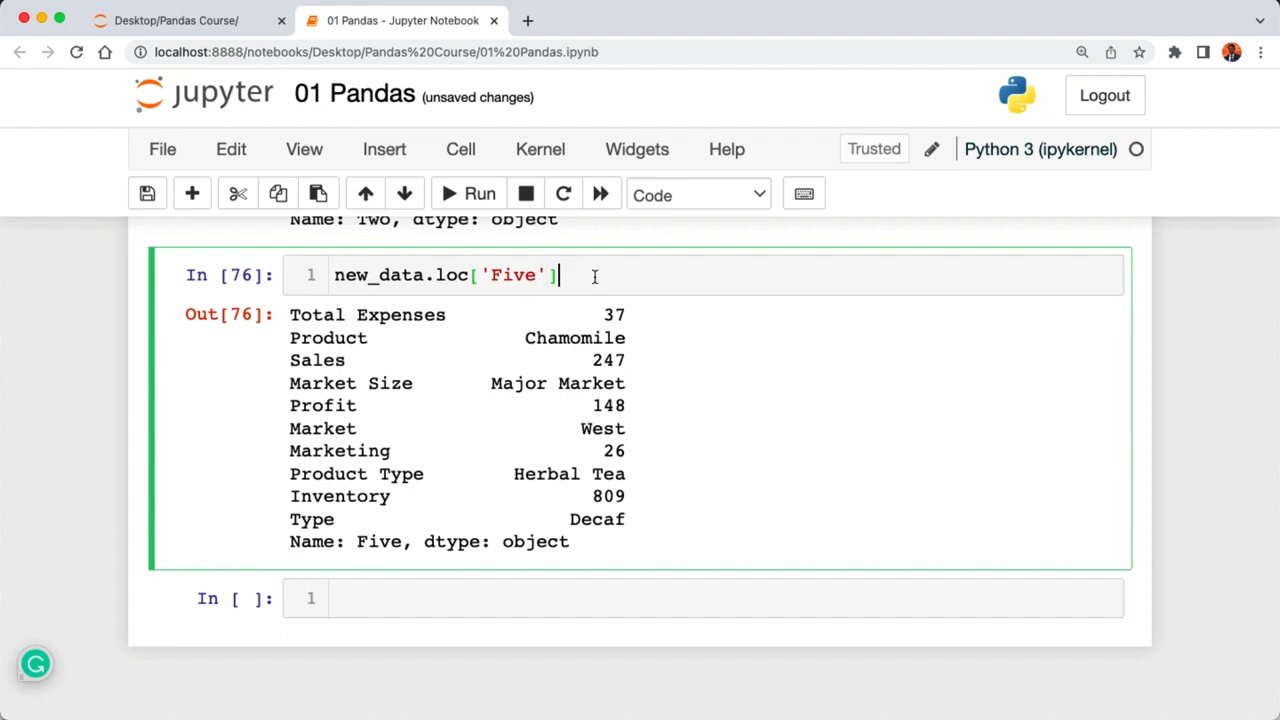 Desktop/Pandas Course/
01 Pandas - Jupyter Notebook
localhost:8888/notebooks/Desktop/Pandas%20Course/01%20Pandas.ipynb
jupyter 01 Pandas (unsaved changes)
Logout
File Edit View Insert Cell Kernel Widgets Help Trusted Python 3 (ipykernel)
Run Code
Name: Two, dtype: object
In [76]: 1 new_data.loc['Five']
Out[76]: Total Expenses 37
Product Chamomile
Sales 247
Market Size Major Market
Profit 148
Market West
Marketing 26
Product Type Herbal Tea
Inventory 809
Type Decaf
Name: Five, dtype: object
In [ ]: 1